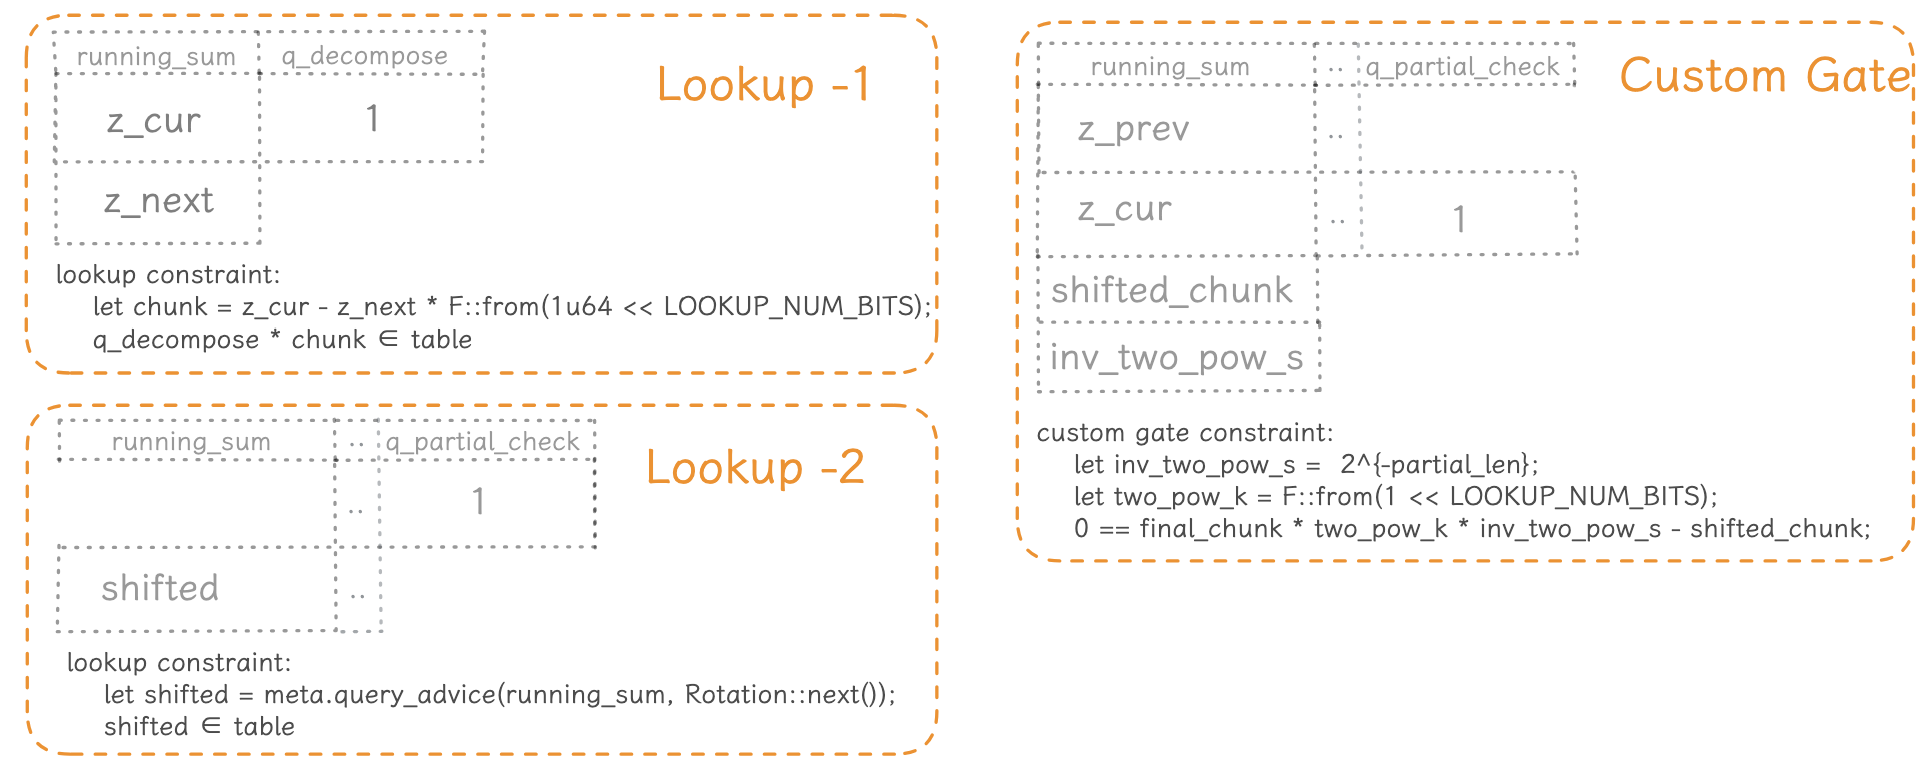 Lookup -1
running_sum q_decompose
z_cur 1
z_next
lookup constraint:
let chunk = z_cur - z_next * F::from(1u64 << LOOKUP_NUM_BITS);
q_decompose * chunk ∈ table
Lookup -2
running_sum .. q_partial_check
.. 1
shifted ..
lookup constraint:
let shifted = meta.query_advice(running_sum, Rotation::next());
shifted ∈ table
Custom Gate
running_sum .. q_partial_check
z_prev ..
z_cur .. 1
shifted_chunk
inv_two_pow_s
custom gate constraint:
let inv_two_pow_s = 2^{-partial_len};
let two_pow_k = F::from(1 << LOOKUP_NUM_BITS);
0 == final_chunk * two_pow_k * inv_two_pow_s - shifted_chunk;